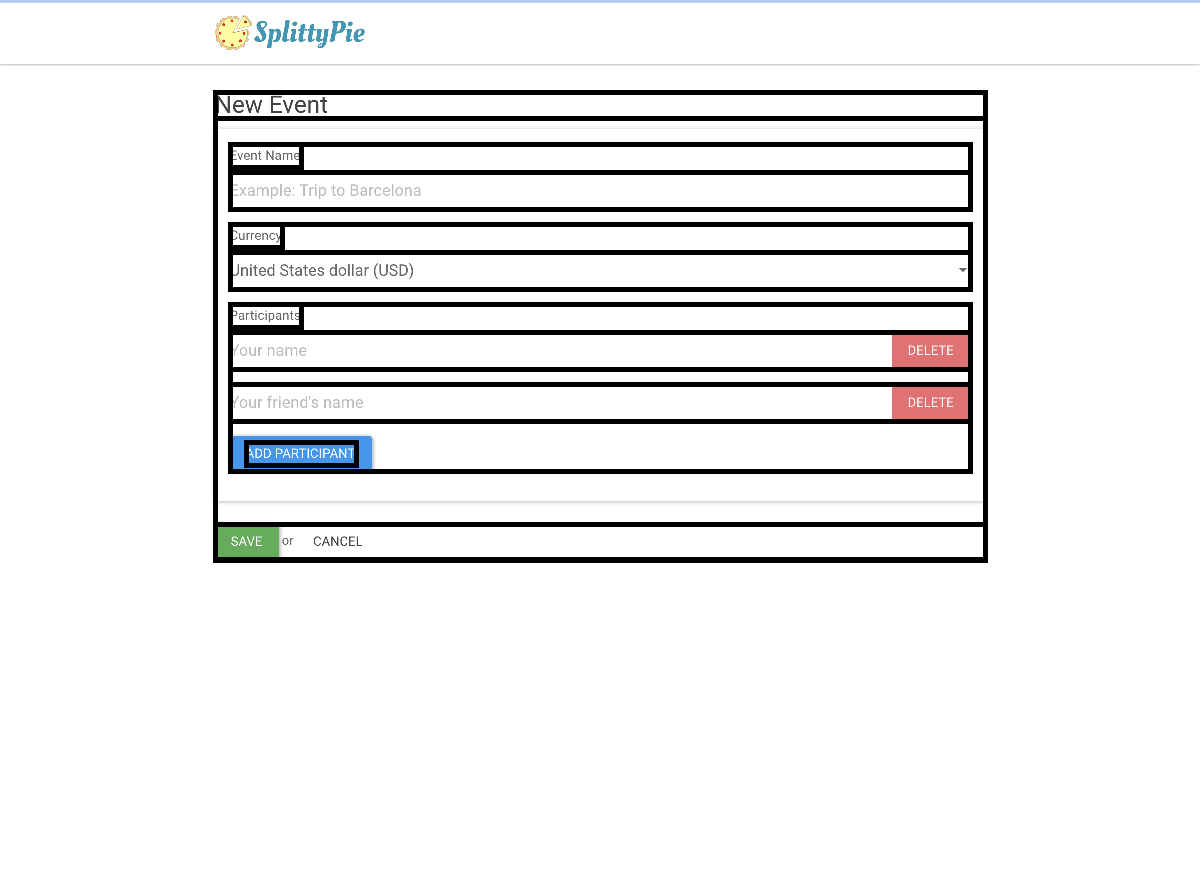 SplittyPie
New Event
Event Name
Example: Trip to Barcelona
Currency
United States dollar (USD)
Participants
Your name
DELETE
Your friend's name
DELETE
ADD PARTICIPANT
SAVE or CANCEL